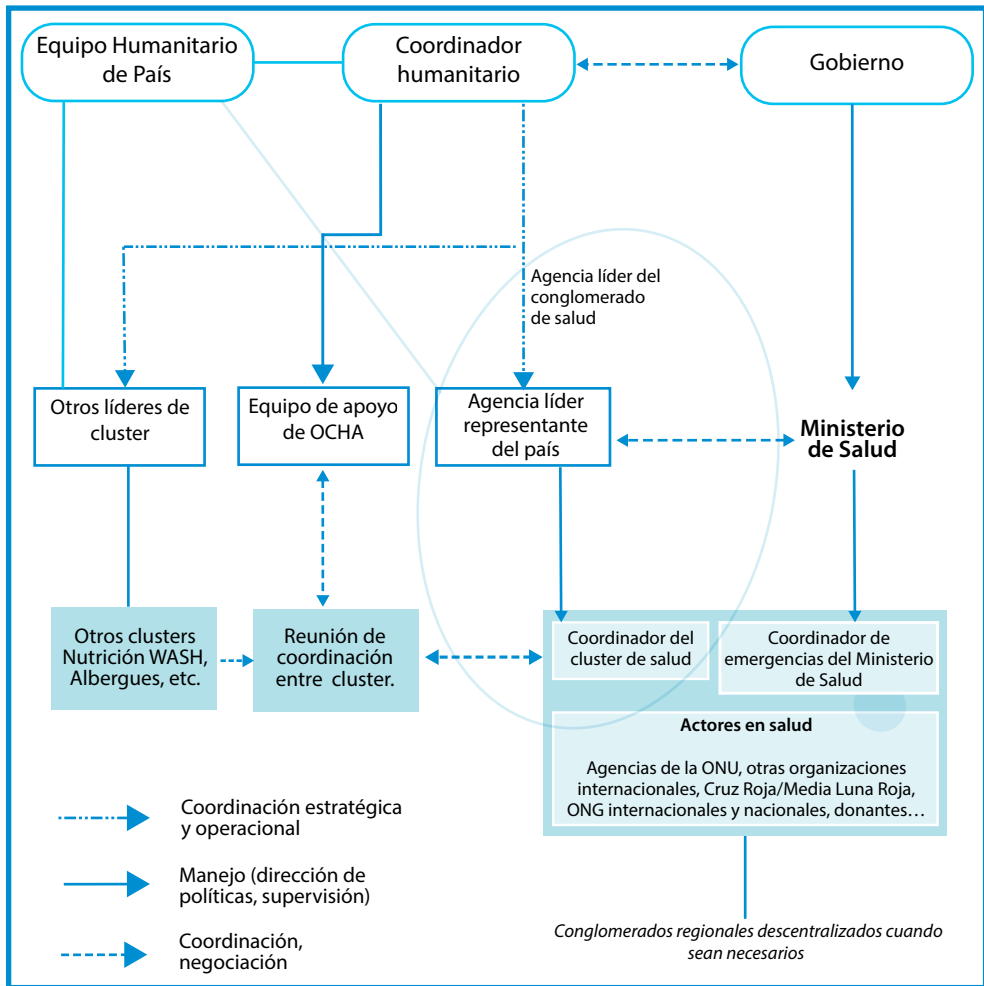 Equipo Humanitario
de País
Coordinador
humanitario
Gobierno
Agencia líder del
conglomerado
de salud
Otros líderes de
cluster
Equipo de apoyo
de OCHA
Agencia líder
representante
del país
Ministerio
de Salud
Otros clusters
Nutrición WASH,
Albergues, etc.
Reunión de
coordinación
entre cluster.
Coordinador del
cluster de salud
Coordinador de
emergencias del Ministerio
de Salud
Actores en salud
Agencias de la ONU, otras organizaciones
internacionales, Cruz Roja/Media Luna Roja,
ONG internacionales y nacionales, donantes…
Coordinación estratégica
y operacional
Manejo (dirección de
políticas, supervisión)
Coordinación,
negociación
Conglomerados regionales descentralizados cuando
sean necesarios